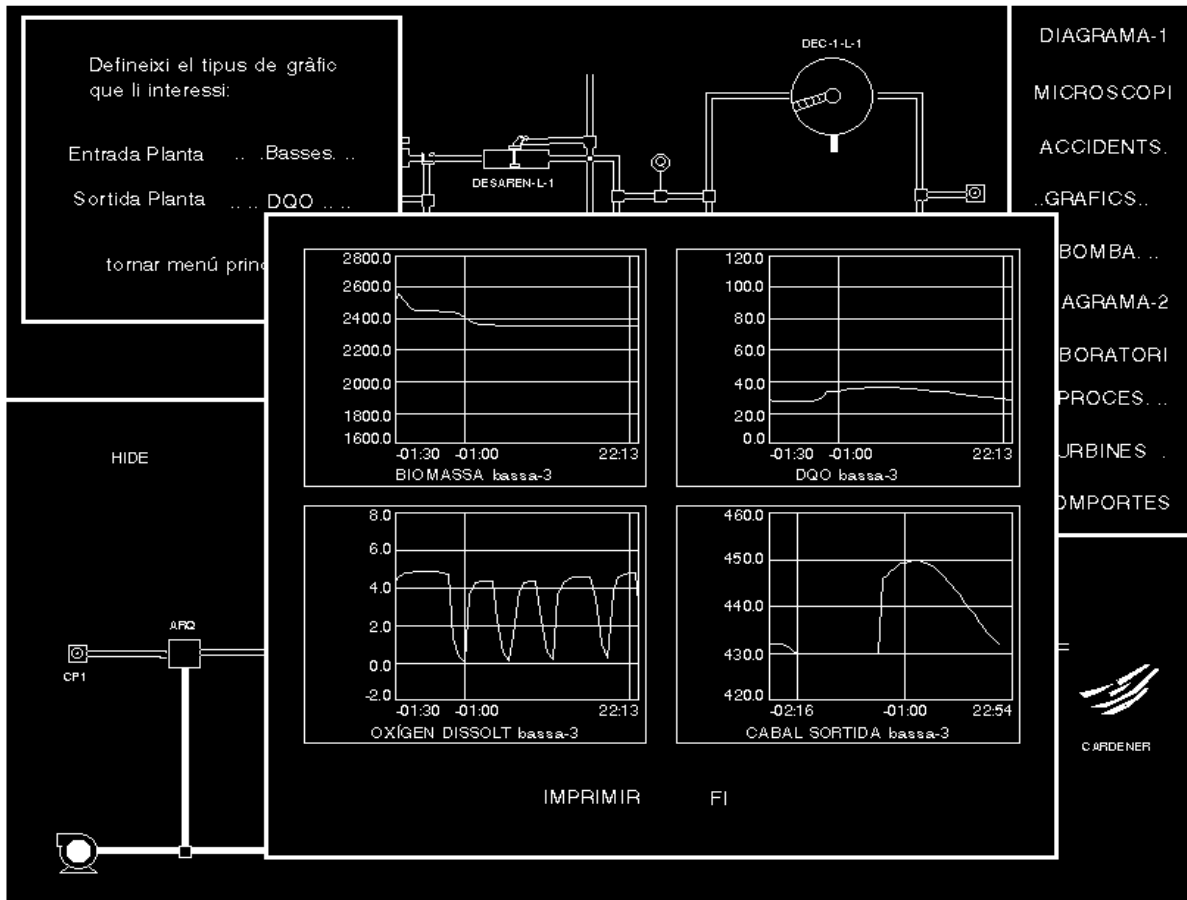 Defineixi el tipus de gràfic
que li interessi:
Entrada Planta .. .Basses. ..
Sortida Planta .. .. DQO .. ..
tornar menú princ
DEC-1-L-1
DESAREN-L-1
DIAGRAMA-1
MICROSCOPI
ACCIDENTS.
..GRAFICS..
BOMBA. ..
AGRAMA-2
BORATORI
PROCES. ..
URBINES .
OMPORTES
2800.0
2600.0
2400.0
2200.0
2000.0
1800.0
1600.0
-01:30 -01:00 22:13
BIOMASSA bassa-3
120.0
100.0
80.0
60.0
40.0
20.0
0.0
-01:30 -01:00 22:13
DQO bassa-3
8.0
6.0
4.0
2.0
0.0
-2.0
-01:30 -01:00 22:13
OXÍGEN DISSOLT bassa-3
460.0
450.0
440.0
430.0
420.0
-02:16 -01:00 22:54
CABAL SORTIDA bassa-3
IMPRIMIR FI
HIDE
ARQ
CP1
CARDENER